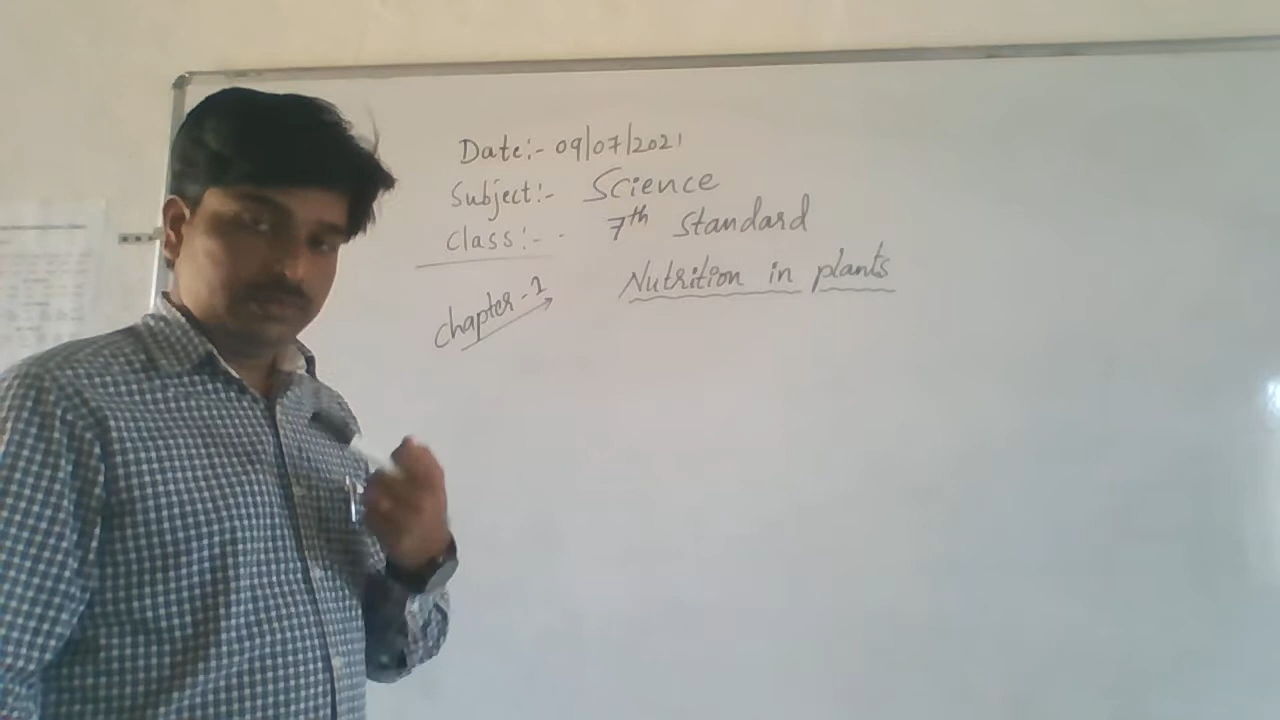 Date:- 09/07/2021
Subject:- Science
Class:- - 7th Standard
Chapter-1 Nutrition in plants